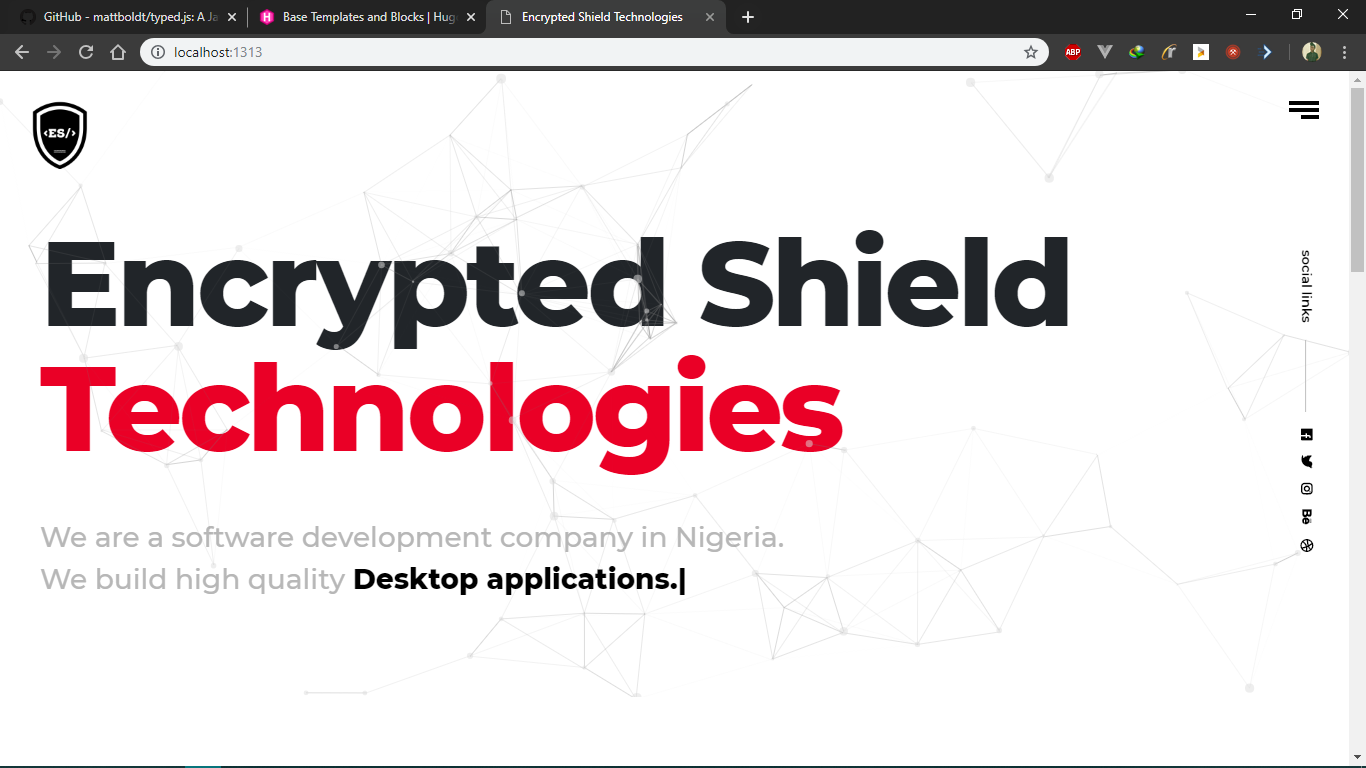 GitHub - mattboldt/typed.js: A Ja
Base Templates and Blocks | Hug
Encrypted Shield Technologies
localhost:1313
ABP
<ES/>
Encrypted Shield
Technologies
social links
We are a software development company in Nigeria.
We build high quality Desktop applications.|